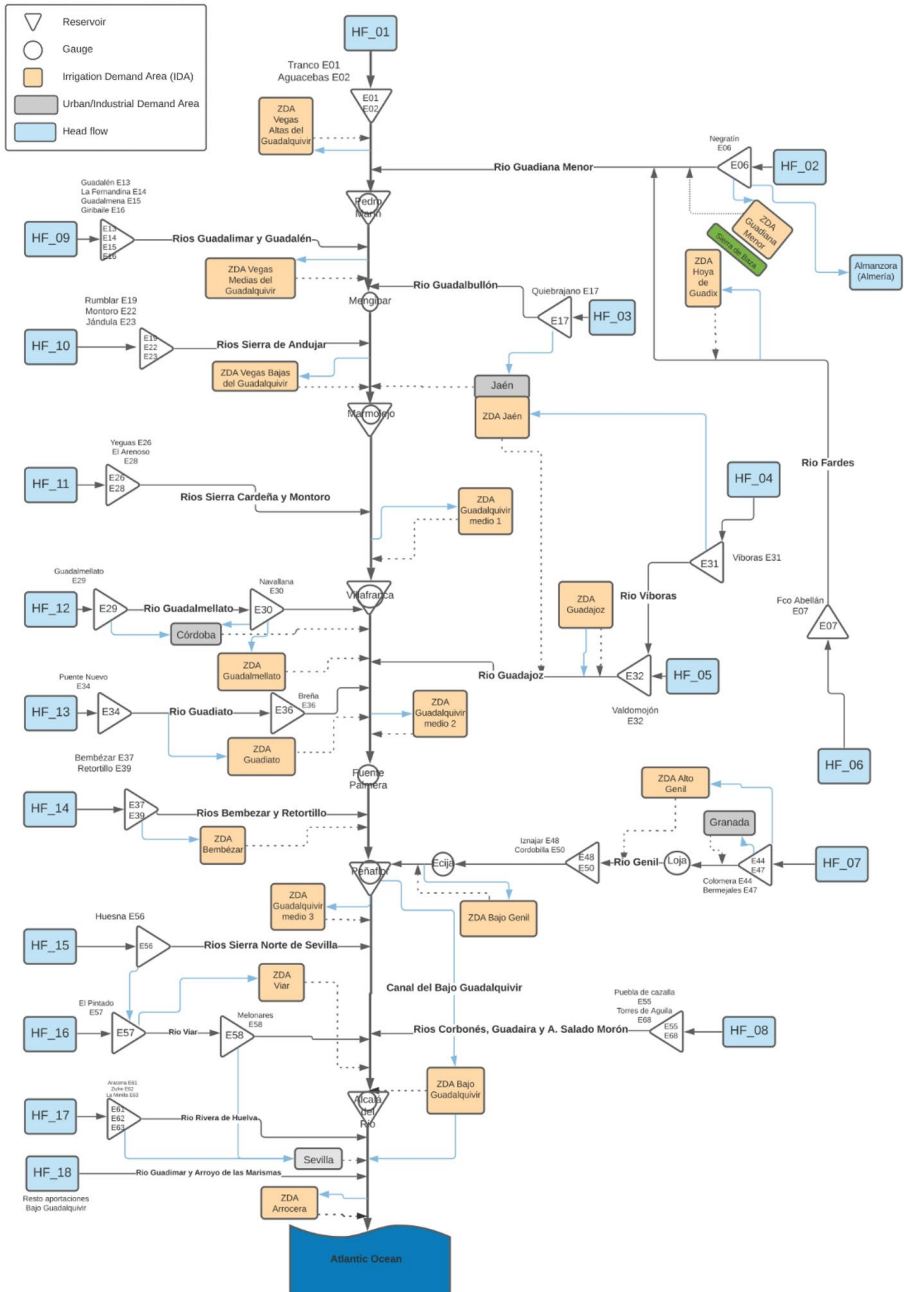 Reservoir
Gauge
Irrigation Demand Area (IDA)
Urban/Industrial Demand Area
Head flow
HF_01
Tranco E01
Aguacebas E02
E01
E02
ZDA
Vegas
Altas del
Guadalquivir
Rio Guadiana Menor
Negratín
E06
E06
HF_02
ZDA
Guadiana
Menor
Sierra de Baza
Almanzora
(Almería)
ZDA
Hoya
de
Guadix
Pedro
Marín
Guadalén E13
La Fernandina E14
Guadalmena E15
Giribaile E16
HF_09
E13
E14
E15
E16
Rios Guadalimar y Guadalén
ZDA Vegas
Medias del
Guadalquivir
Rio Guadalbullón
Mengibar
Quiebrajano E17
E17
HF_03
Rumblar E19
Montoro E22
Jándula E23
HF_10
E19
E22
E23
Rios Sierra de Andujar
ZDA Vegas Bajas
del Guadalquivir
Jaén
ZDA Jaén
Marmolejo
Rio Fardes
Yeguas E26
El Arenoso
E28
HF_11
E26
E28
Rios Sierra Cardeña y Montoro
ZDA
Guadalquivir
medio 1
HF_04
E31
Viboras E31
Rio Viboras
Guadalmellato
E29
HF_12
E29
Rio Guadalmellato
Navallana
E30
E30
Villafranca
Córdoba
ZDA
Guadalmellato
ZDA
Guadajoz
Fco Abellán
E07
E07
Rio Guadajoz
E32
HF_05
Valdomojón
E32
Puente Nuevo
E34
HF_13
E34
Rio Guadiato
Breña
E36
E36
ZDA
Guadiato
ZDA
Guadalquivir
medio 2
HF_06
Fuente
Palmera
Bembézar E37
Retortillo E39
HF_14
E37
E39
Rios Bembezar y Retortillo
ZDA
Bembézar
ZDA Alto
Genil
Granada
Iznajar E48
Cordobilla E50
E48
E50
Rio Genil
Loja
E44
E47
HF_07
Colomera E44
Bermejales E47
Ecija
Peñaflor
ZDA
Guadalquivir
medio 3
ZDA Bajo Genil
Huesna E56
HF_15
E56
Rios Sierra Norte de Sevilla
ZDA
Viar
Canal del Bajo Guadalquivir
El Pintado
E57
HF_16
E57
Rio Viar
Melonares
E58
E58
Puebla de cazalla
E55
Torres de Aguila
E68
Rios Corbonés, Guadaira y A. Salado Morón
E55
E68
HF_08
ZDA Bajo
Guadalquivir
Alcará
del
Río
Aracena E61
Zufre E62
La Minilla E63
HF_17
E61
E62
E63
Rio Rivera de Huelva
Sevilla
HF_18
Rio Guadimar y Arroyo de las Marismas
Resto aportaciones
Bajo Guadalquivir
ZDA
Arrocera
Atlantic Ocean